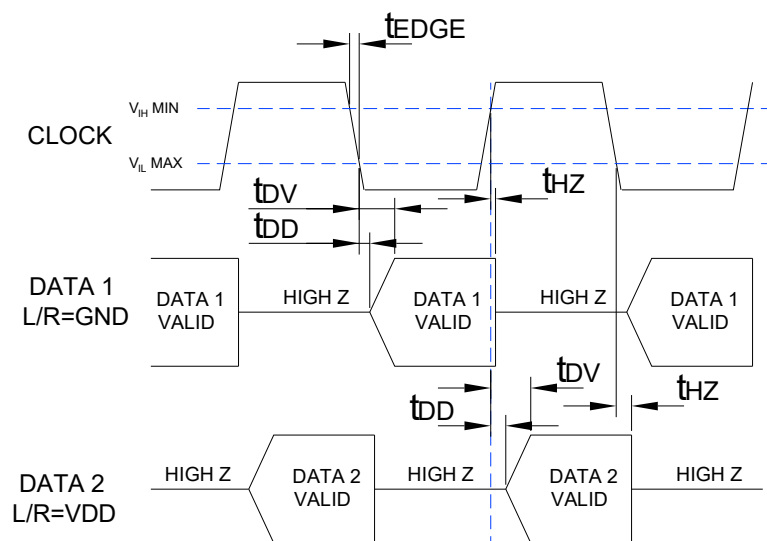 tEDGE
VIH MIN
CLOCK
VIL MAX
tDV
tHZ
tDD
DATA 1
L/R=GND
DATA 1
VALID
HIGH Z
DATA 1
VALID
HIGH Z
DATA 1
VALID
tDV
tHZ
tDD
DATA 2
L/R=VDD
HIGH Z
DATA 2
VALID
HIGH Z
DATA 2
VALID
HIGH Z